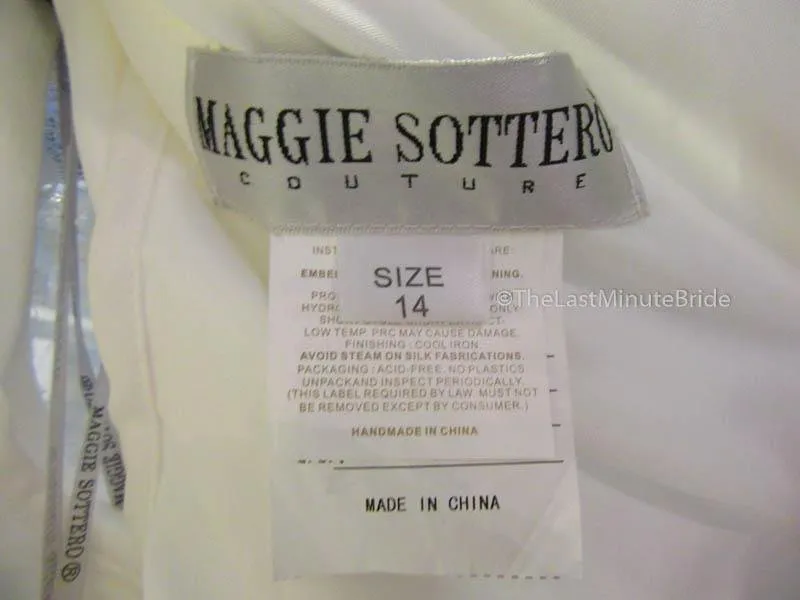 MAGGIE SOTTERO
COUTURE
SIZE
14
©TheLastMinuteBride
LOW TEMP. PRC MAY CAUSE DAMAGE.
FINISHING : COOL IRON.
AVOID STEAM ON SILK FABRICATIONS.
PACKAGING : ACID-FREE. NO PLASTICS
UNPACK AND INSPECT PERIODICALLY.
(THIS LABEL REQUIRED BY LAW MUST NOT
BE REMOVED EXCEPT BY CONSUMER.)
HANDMADE IN CHINA
MADE IN CHINA
MAGGIE SOTTERO®